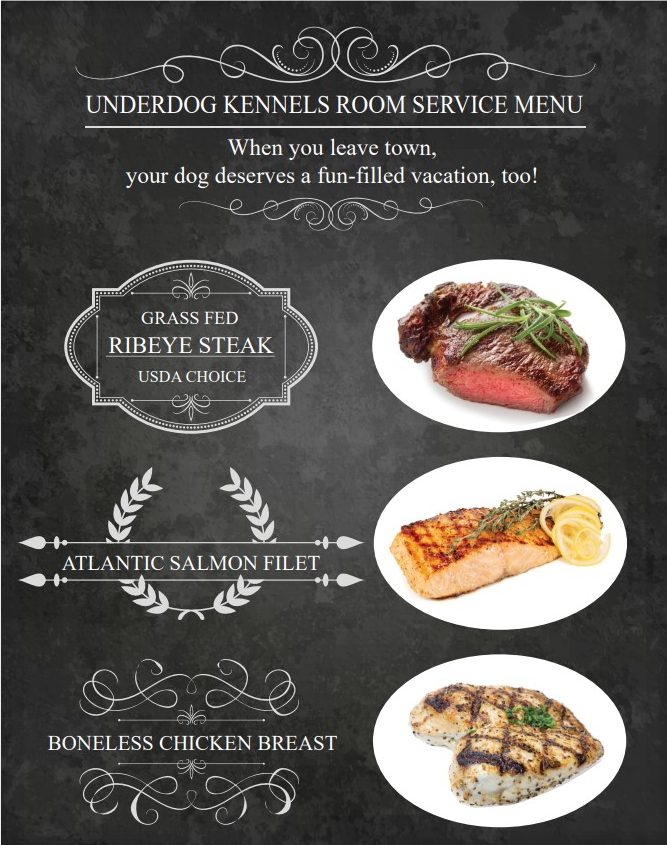 UNDERDOG KENNELS ROOM SERVICE MENU
When you leave town,
your dog deserves a fun-filled vacation, too!
GRASS FED
RIBEYE STEAK
USDA CHOICE
ATLANTIC SALMON FILET
BONELESS CHICKEN BREAST